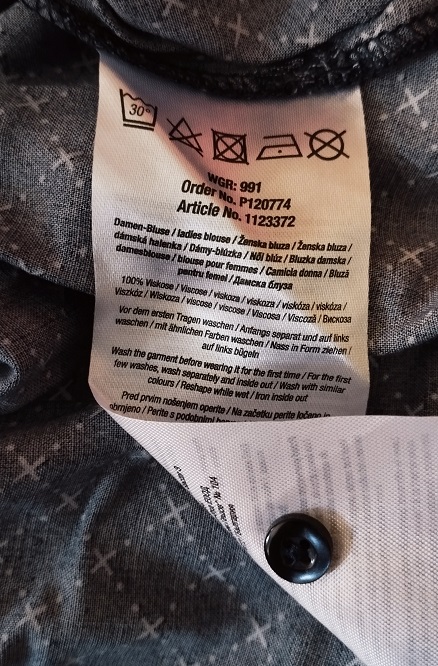 30°
WGR: 991
Order No. P120774
Article No. 1123372
Damen-Bluse / ladies blouse / Ženska bluza / Ženska bluza /
dámská halenka / Dámy-blúzka / Női blúz / Bluzka damska /
damesblouse / blouse pour femmes / Camicia donna / Bluză
pentru femei / Дамска блуза
100% Viskose / Viscose / viskoza / viskoza / viskóza / viskóza /
Viszkóz / Wiskoza / viscose / viscose / Viscosa / Viscoză / Вискоза
Vor dem ersten Tragen waschen / Anfangs separat und auf links
waschen / mit ähnlichen Farben waschen / Nass in Form ziehen /
auf links bügeln
Wash the garment before wearing it for the first time / For the first
few washes, wash separately and inside out / Wash with similar
colours / Reshape while wet / Iron inside out
Pred prvim nošenjem operite / Na začetku perite ločeno in
obrnjeno / Perite s podobnimi